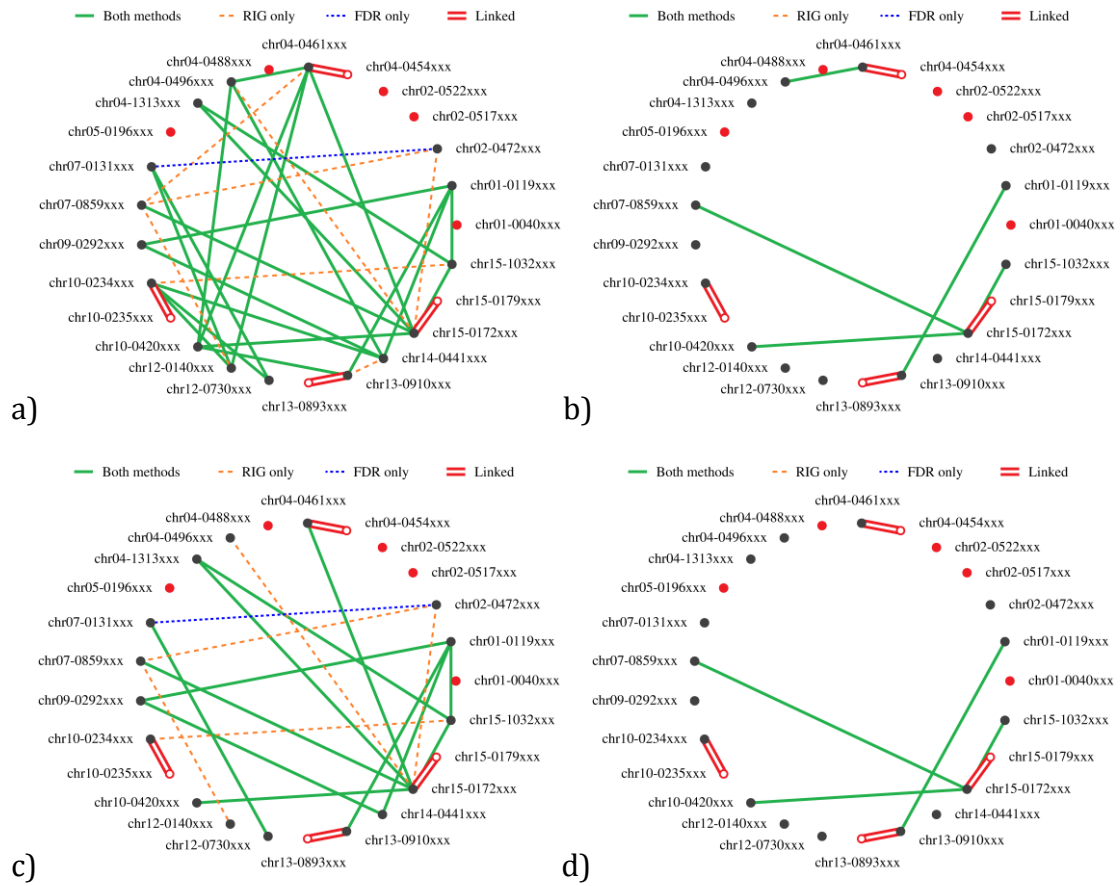 Both methods RIG only FDR only Linked
chr04-0461xxx
chr04-0488xxx
chr04-0454xxx
chr04-0496xxx
chr02-0522xxx
chr04-1313xxx
chr02-0517xxx
chr05-0196xxx
chr02-0472xxx
chr07-0131xxx
chr01-0119xxx
chr07-0859xxx
chr01-0040xxx
chr09-0292xxx
chr15-1032xxx
chr10-0234xxx
chr15-0179xxx
chr10-0235xxx
chr15-0172xxx
chr10-0420xxx
chr14-0441xxx
chr12-0140xxx
chr13-0910xxx
chr12-0730xxx
chr13-0893xxx
a)
Both methods RIG only FDR only Linked
chr04-0461xxx
chr04-0488xxx
chr04-0454xxx
chr04-0496xxx
chr02-0522xxx
chr04-1313xxx
chr02-0517xxx
chr05-0196xxx
chr02-0472xxx
chr07-0131xxx
chr01-0119xxx
chr07-0859xxx
chr01-0040xxx
chr09-0292xxx
chr15-1032xxx
chr10-0234xxx
chr15-0179xxx
chr10-0235xxx
chr15-0172xxx
chr10-0420xxx
chr14-0441xxx
chr12-0140xxx
chr13-0910xxx
chr12-0730xxx
chr13-0893xxx
b)
Both methods RIG only FDR only Linked
chr04-0461xxx
chr04-0488xxx
chr04-0454xxx
chr04-0496xxx
chr02-0522xxx
chr04-1313xxx
chr02-0517xxx
chr05-0196xxx
chr02-0472xxx
chr07-0131xxx
chr01-0119xxx
chr07-0859xxx
chr01-0040xxx
chr09-0292xxx
chr15-1032xxx
chr10-0234xxx
chr15-0179xxx
chr10-0235xxx
chr15-0172xxx
chr10-0420xxx
chr14-0441xxx
chr12-0140xxx
chr13-0910xxx
chr12-0730xxx
chr13-0893xxx
c)
Both methods RIG only FDR only Linked
chr04-0461xxx
chr04-0488xxx
chr04-0454xxx
chr04-0496xxx
chr02-0522xxx
chr04-1313xxx
chr02-0517xxx
chr05-0196xxx
chr02-0472xxx
chr07-0131xxx
chr01-0119xxx
chr07-0859xxx
chr01-0040xxx
chr09-0292xxx
chr15-1032xxx
chr10-0234xxx
chr15-0179xxx
chr10-0235xxx
chr15-0172xxx
chr10-0420xxx
chr14-0441xxx
chr12-0140xxx
chr13-0910xxx
chr12-0730xxx
chr13-0893xxx
d)